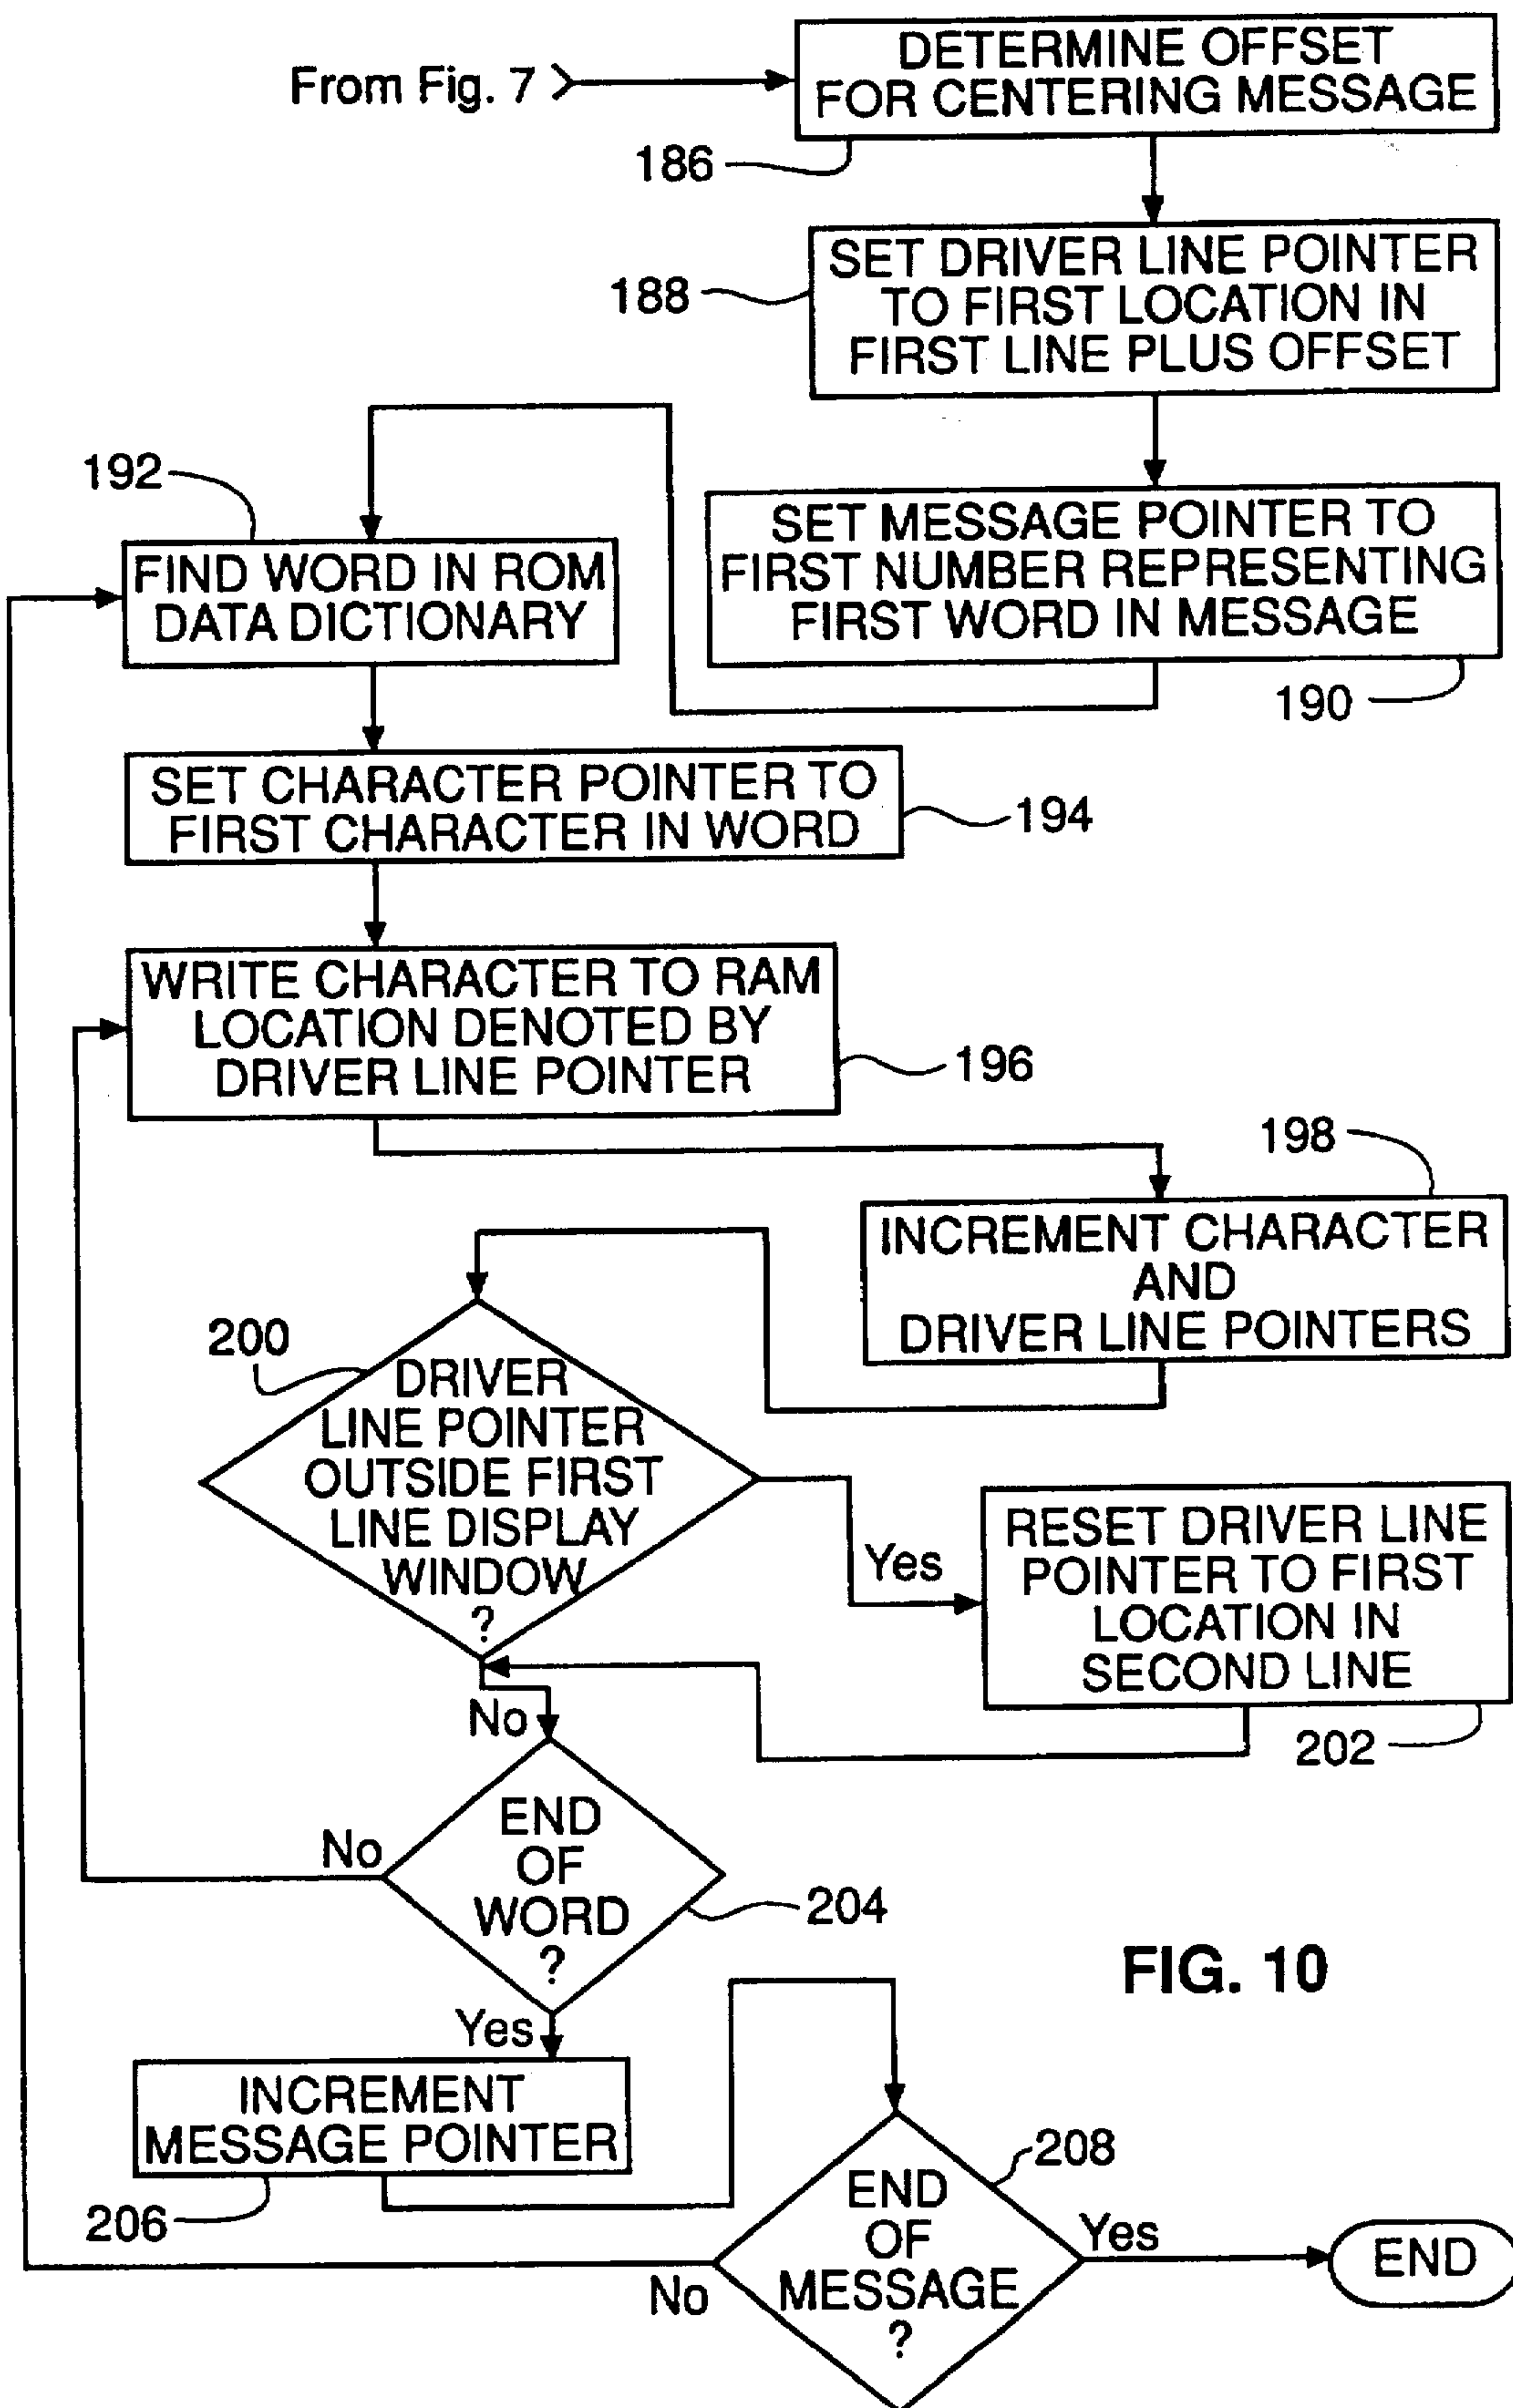 From Fig. 7
DETERMINE OFFSET
FOR CENTERING MESSAGE
186
SET DRIVER LINE POINTER
TO FIRST LOCATION IN
FIRST LINE PLUS OFFSET
188
SET MESSAGE POINTER TO
FIRST NUMBER REPRESENTING
FIRST WORD IN MESSAGE
190
192
FIND WORD IN ROM
DATA DICTIONARY
SET CHARACTER POINTER TO
FIRST CHARACTER IN WORD
194
WRITE CHARACTER TO RAM
LOCATION DENOTED BY
DRIVER LINE POINTER
196
198
INCREMENT CHARACTER
AND
DRIVER LINE POINTERS
200
DRIVER
LINE POINTER
OUTSIDE FIRST
LINE DISPLAY
WINDOW
?
Yes
RESET DRIVER LINE
POINTER TO FIRST
LOCATION IN
SECOND LINE
202
No
END
OF
WORD
?
No
204
Yes
FIG. 10
INCREMENT
MESSAGE POINTER
206
END
OF
MESSAGE
?
208
Yes
No
END